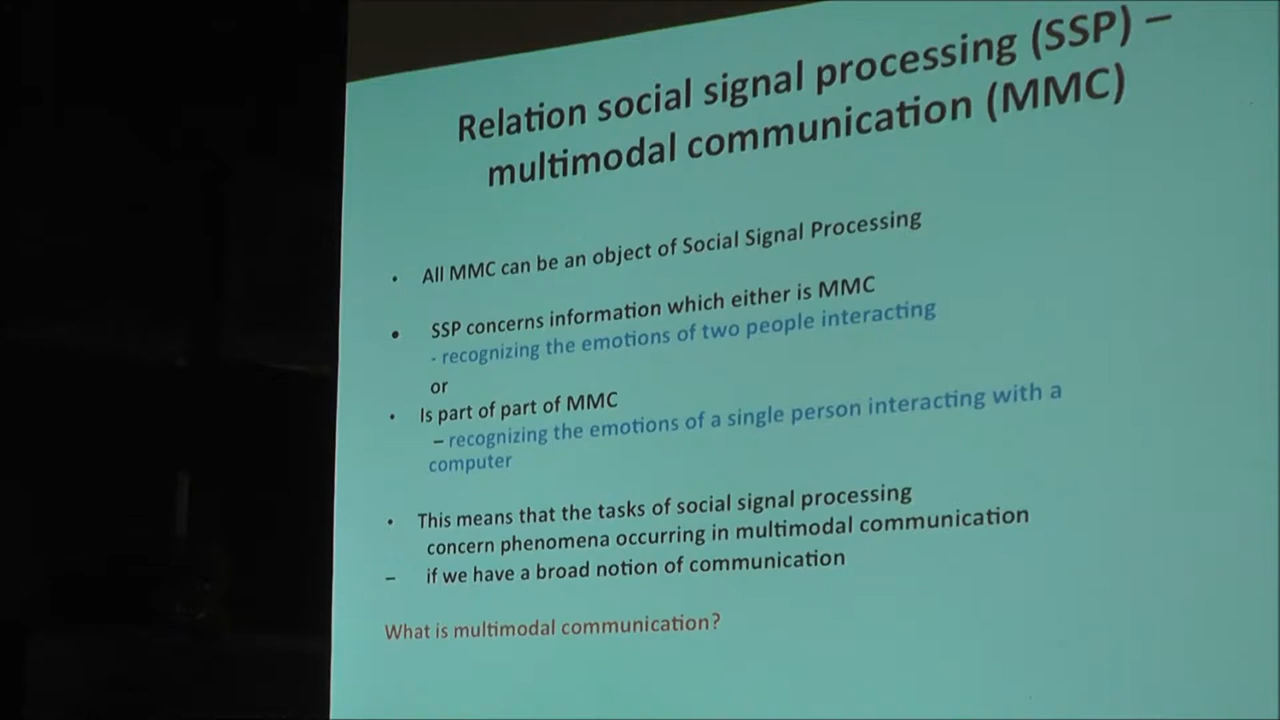 Relation social signal processing (SSP) –
multimodal communication (MMC)
• All MMC can be an object of Social Signal Processing
• SSP concerns information which either is MMC
- recognizing the emotions of two people interacting
or
• Is part of part of MMC
– recognizing the emotions of a single person interacting with a
computer
• This means that the tasks of social signal processing
concern phenomena occurring in multimodal communication
– if we have a broad notion of communication
What is multimodal communication?